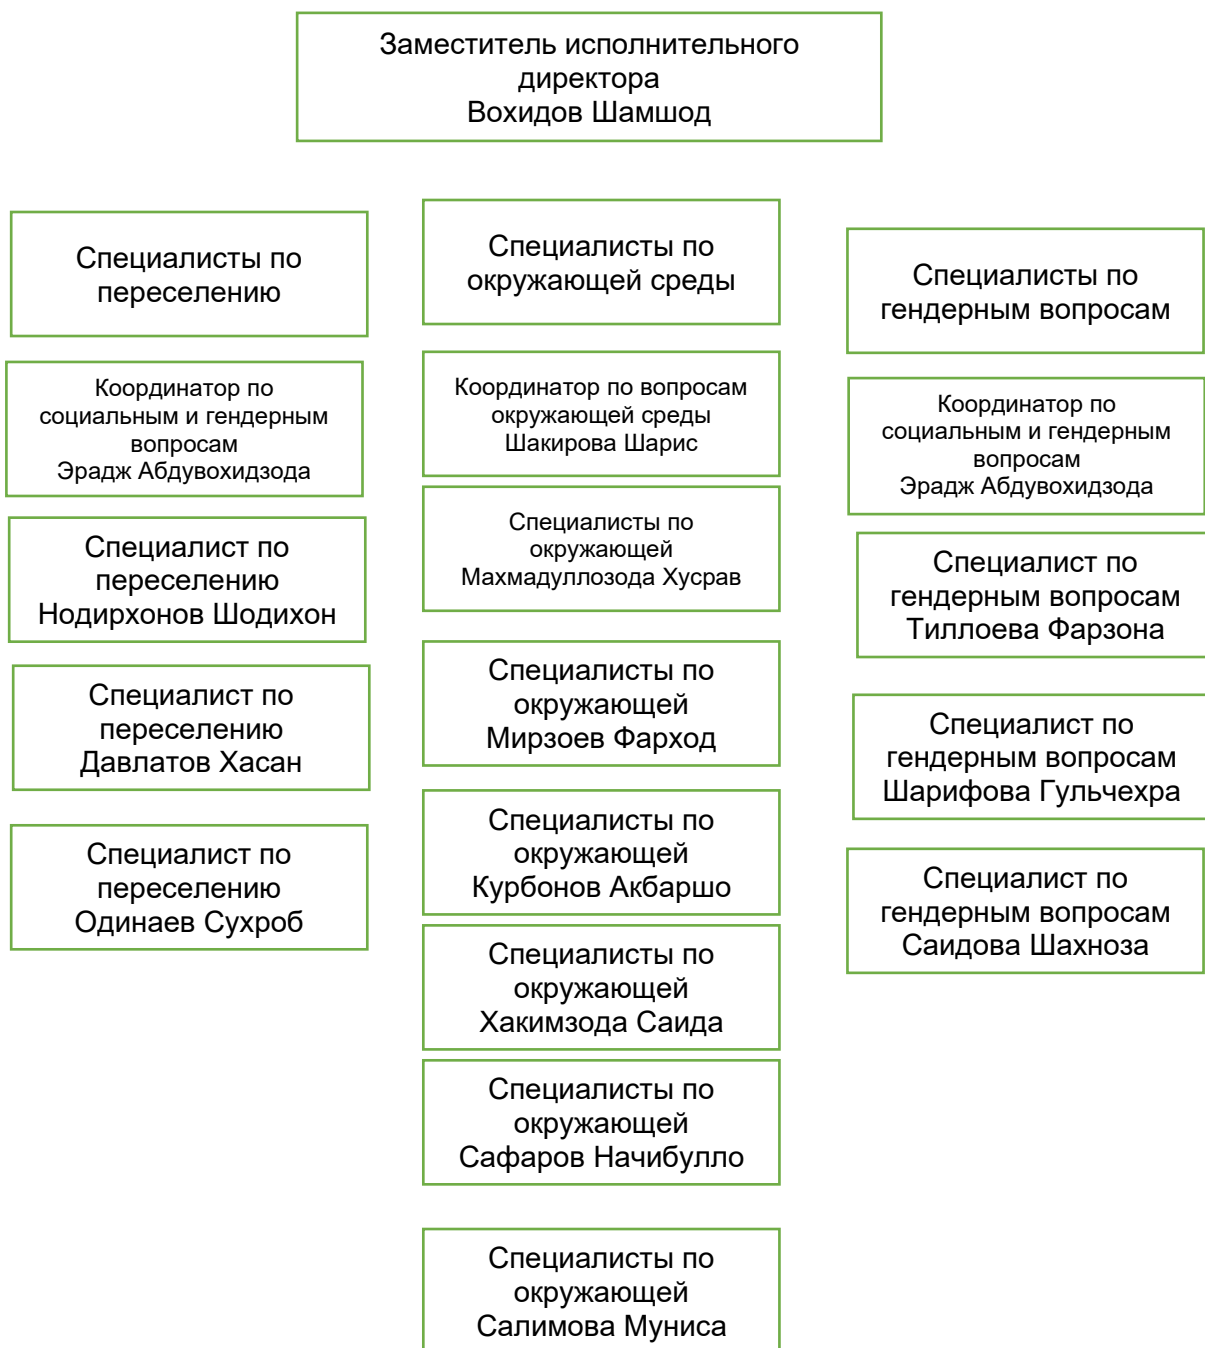 Заместитель исполнительного
директора
Вохидов Шамшод
Специалисты по
переселению
Координатор по
социальным и гендерным
вопросам
Эрадж Абдувохидзода
Специалист по
переселению
Нодирхонов Шодихон
Специалист по
переселению
Давлатов Хасан
Специалист по
переселению
Одинаев Сухроб
Специалисты по
окружающей среды
Координатор по вопросам
окружающей среды
Шакирова Шарис
Специалисты по
окружающей
Махмадуллозода Хусрав
Специалисты по
окружающей
Мирзоев Фарход
Специалисты по
окружающей
Курбонов Акбаршо
Специалисты по
окружающей
Хакимзода Саида
Специалисты по
окружающей
Сафаров Начибулло
Специалисты по
окружающей
Салимова Муниса
Специалисты по
гендерным вопросам
Координатор по
социальным и гендерным
вопросам
Эрадж Абдувохидзода
Специалист по
гендерным вопросам
Тиллоева Фарзона
Специалист по
гендерным вопросам
Шарифова Гульчехра
Специалист по
гендерным вопросам
Саидова Шахноза